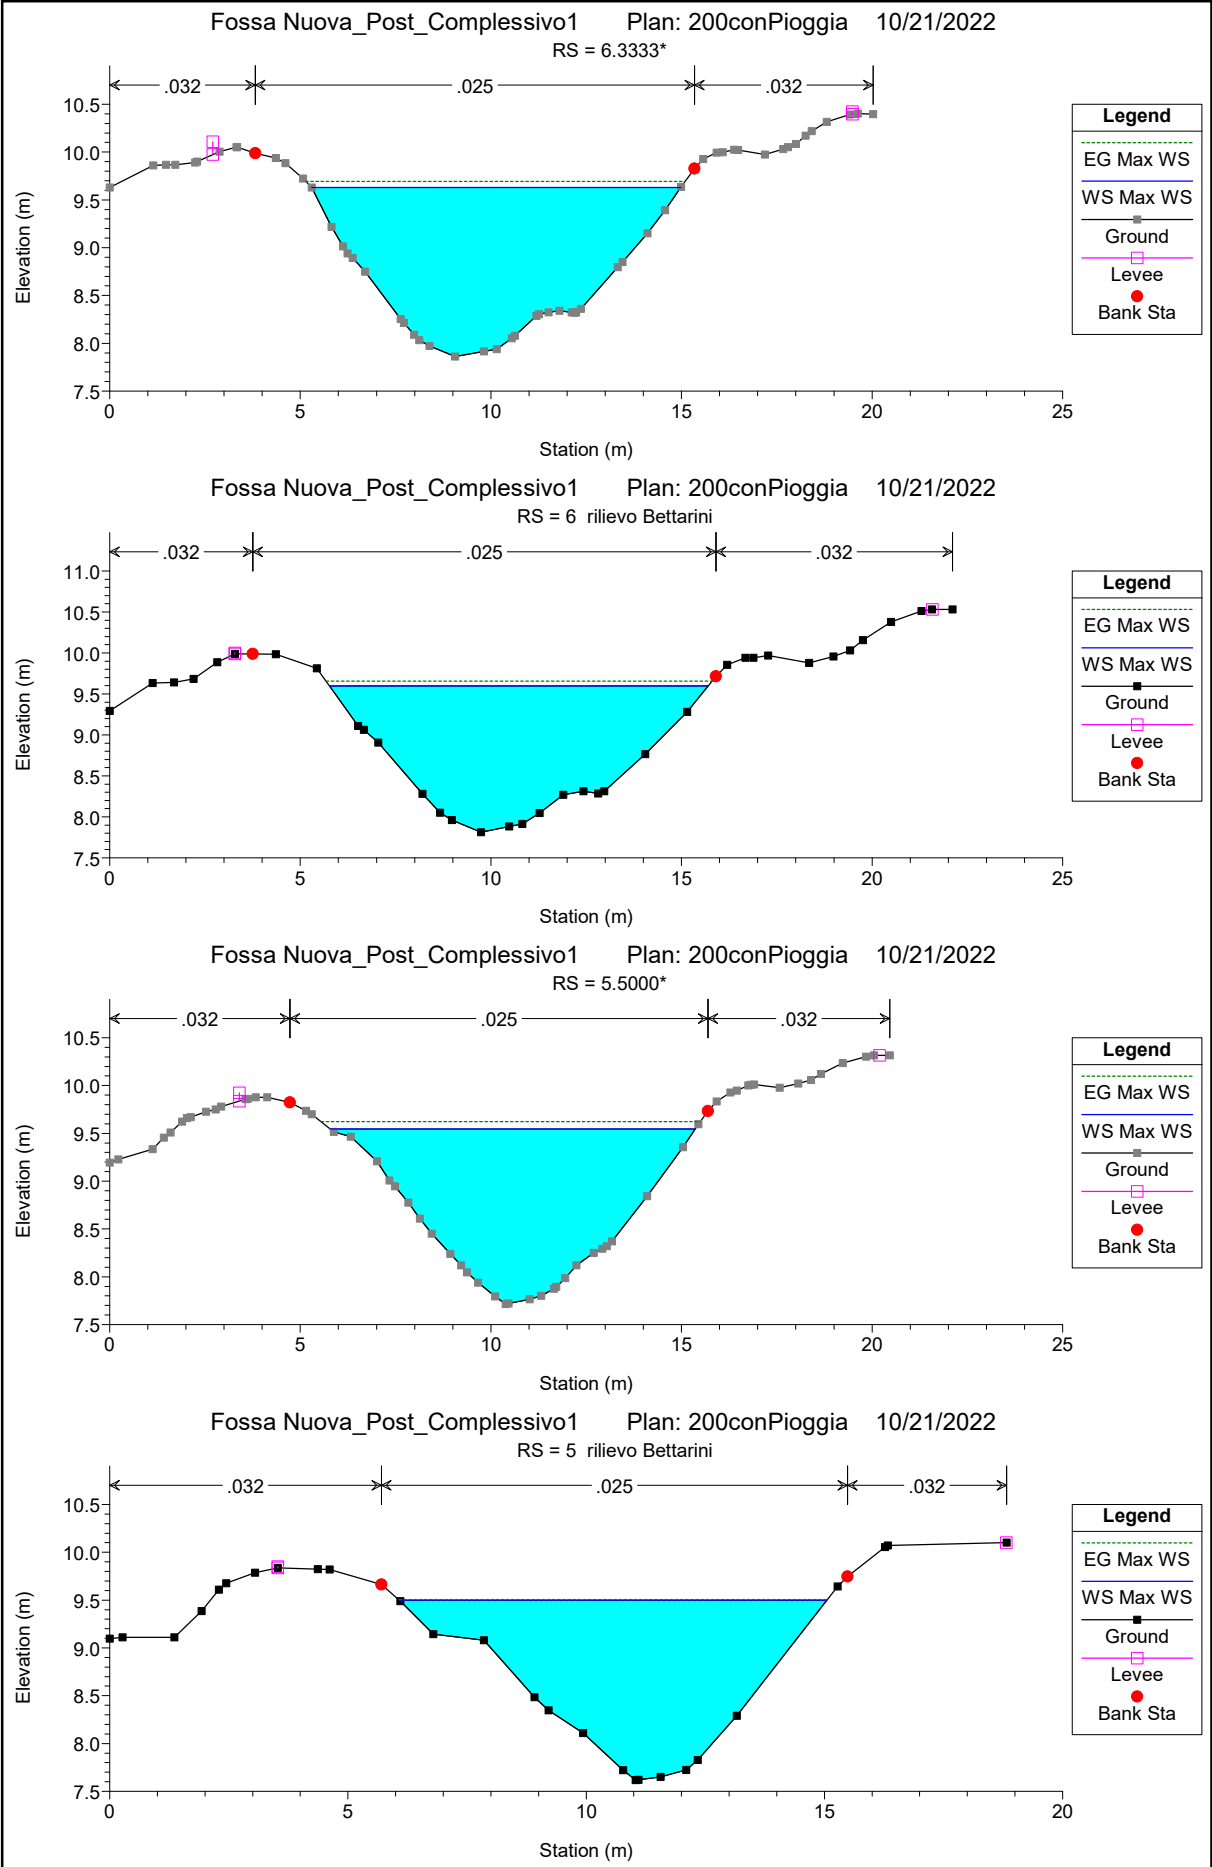 Fossa Nuova_Post_Complessivo1 Plan: 200conPioggia 10/21/2022
RS = 6.3333*
.032 .025 .032
10.5
10.0
9.5
9.0
8.5
8.0
7.5
Elevation (m)
0 5 10 15 20 25
Station (m)
Legend
EG Max WS
WS Max WS
Ground
Levee
Bank Sta
Fossa Nuova_Post_Complessivo1 Plan: 200conPioggia 10/21/2022
RS = 6 rilievo Bettarini
.032 .025 .032
11.0
10.5
10.0
9.5
9.0
8.5
8.0
7.5
Elevation (m)
0 5 10 15 20 25
Station (m)
Legend
EG Max WS
WS Max WS
Ground
Levee
Bank Sta
Fossa Nuova_Post_Complessivo1 Plan: 200conPioggia 10/21/2022
RS = 5.5000*
.032 .025 .032
10.5
10.0
9.5
9.0
8.5
8.0
7.5
Elevation (m)
0 5 10 15 20 25
Station (m)
Legend
EG Max WS
WS Max WS
Ground
Levee
Bank Sta
Fossa Nuova_Post_Complessivo1 Plan: 200conPioggia 10/21/2022
RS = 5 rilievo Bettarini
.032 .025 .032
10.5
10.0
9.5
9.0
8.5
8.0
7.5
Elevation (m)
0 5 10 15 20
Station (m)
Legend
EG Max WS
WS Max WS
Ground
Levee
Bank Sta